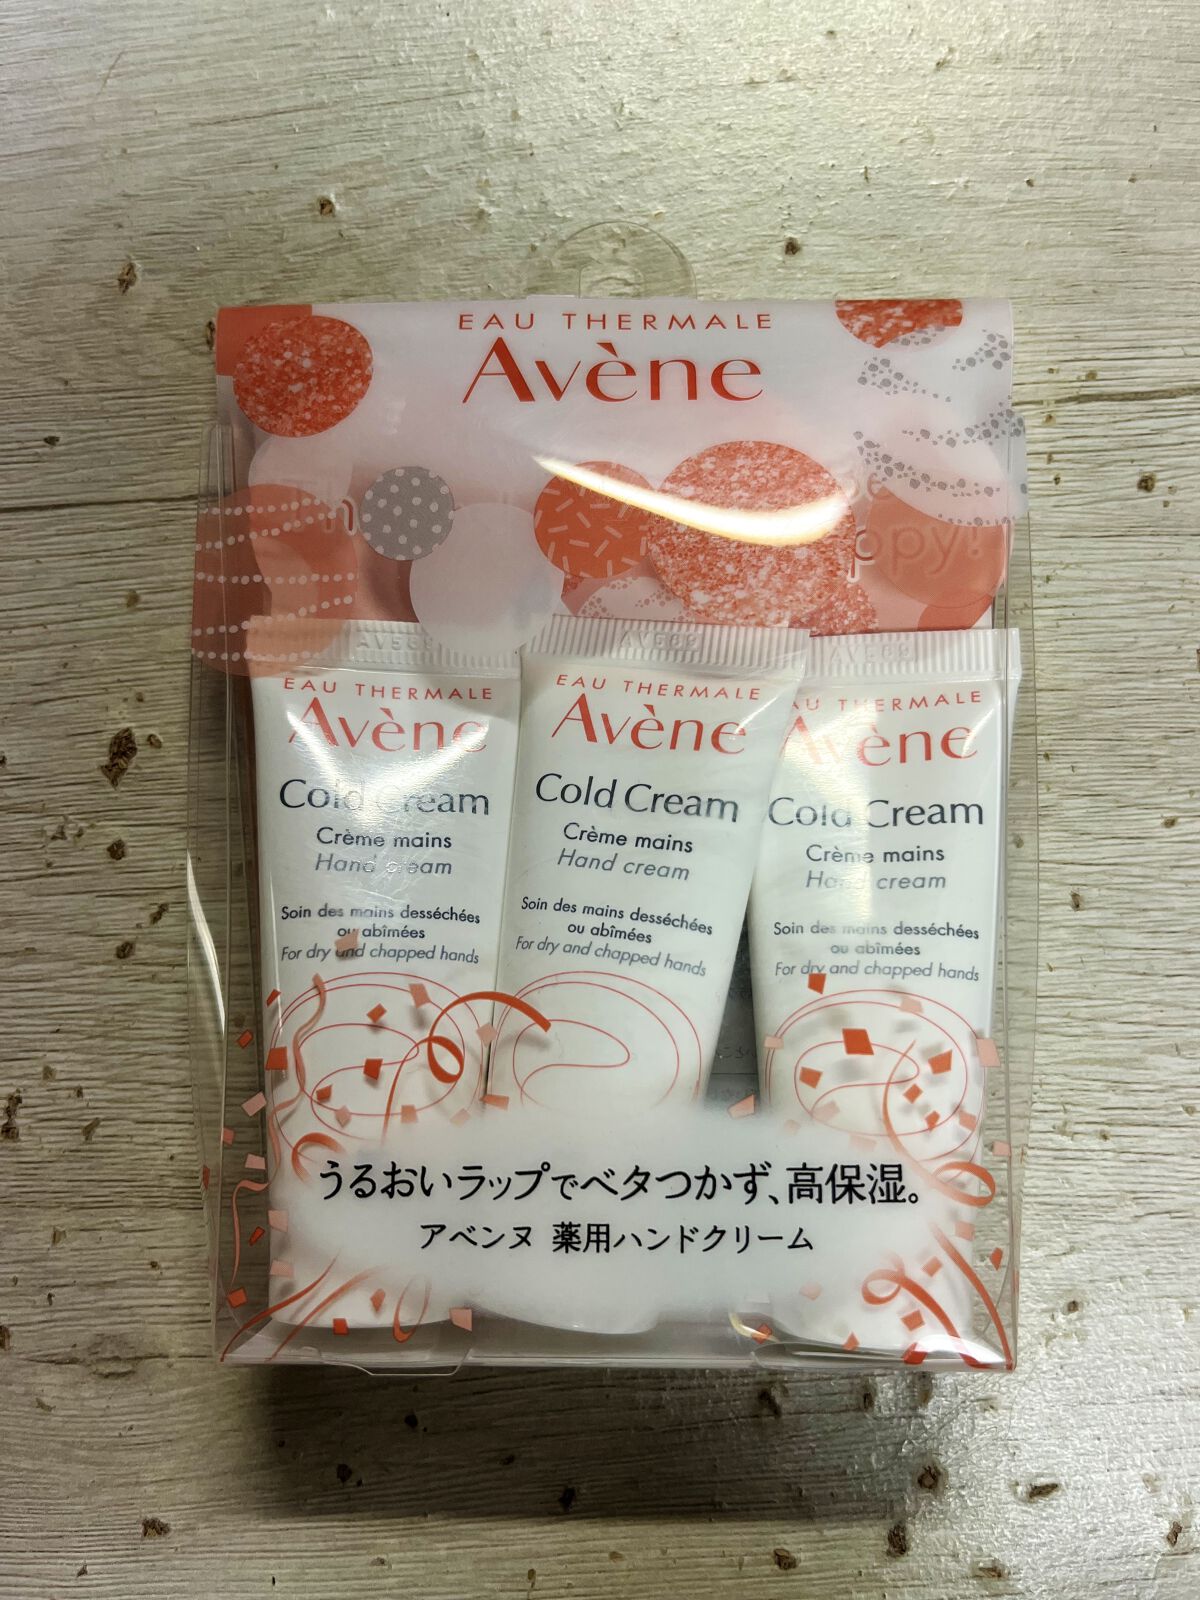 EAU THERMALE
Avène
ppy!
AV569
EAU THERMALE
Avène
Cold Cream
Crème mains
Hand cream
Soin des mains desséchées
ou abîmées
For dry and chapped hands
EAU THERMALE
Avène
Cold Cream
Crème mains
Hand cream
Soin des mains desséchées
ou abîmées
For dry and chapped hands
AU THERMALE
Avène
Cold Cream
Crème mains
Hand cream
Soin des mains desséchées
ou abîmées
For dry and chapped hands
うるおいラップでベタつかず、高保湿。
アベンヌ 薬用ハンドクリーム